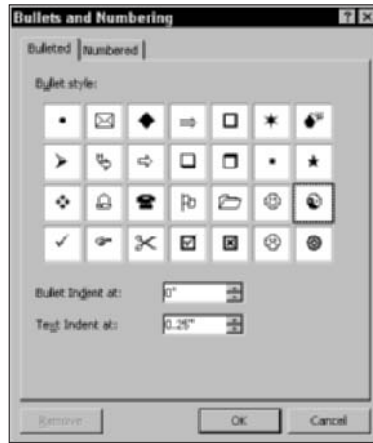 Bullets and Numbering
Bulleted Numbered
Bullet style:
Bullet Indent at: 0"
Text Indent at: 0.25"
Remove OK Cancel